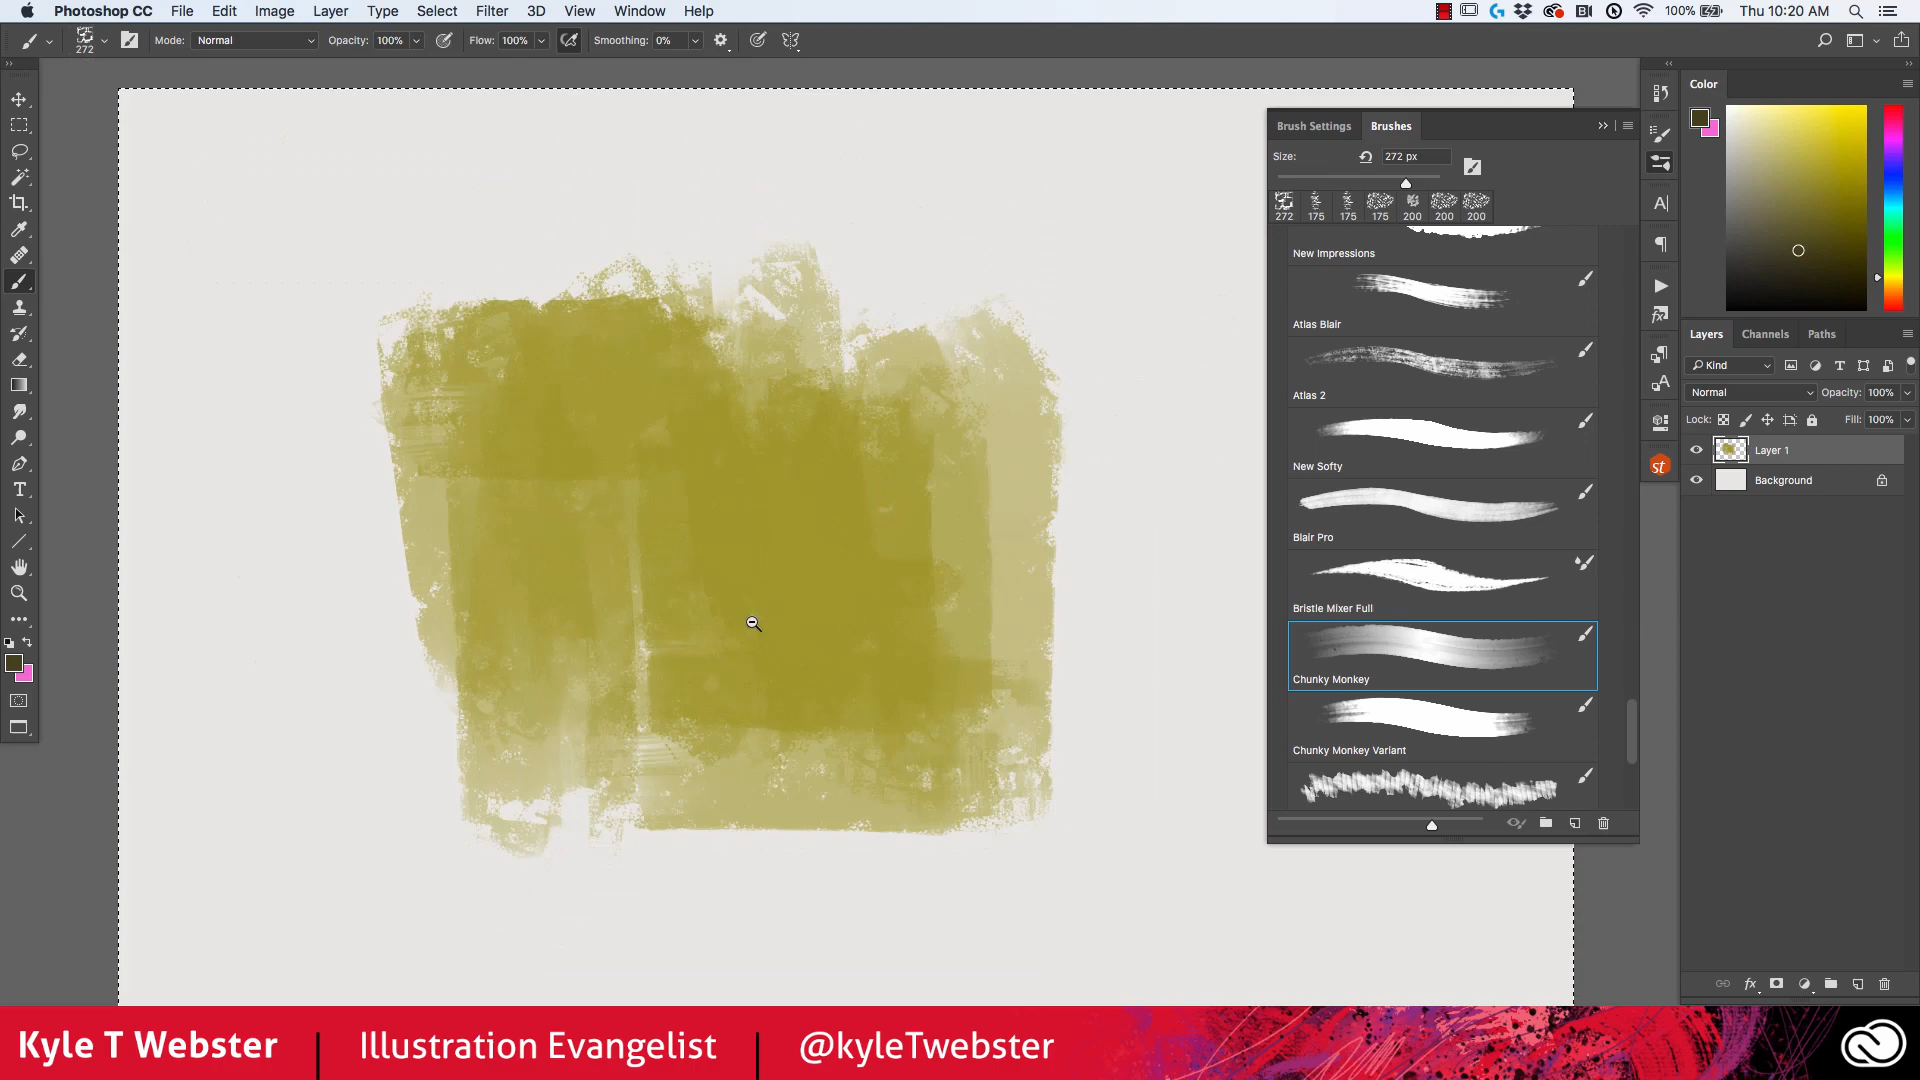 Photoshop CC File Edit Image Layer Type Select Filter 3D View Window Help 100% Thu 10:20 AM
272 Mode: Normal Opacity: 100% Flow: 100% Smoothing: 0%
Brush Settings Brushes
Size: 272 px
272 175 175 175 200 200 200
New Impressions
Atlas Blair
Atlas 2
New Softy
Blair Pro
Bristle Mixer Full
Chunky Monkey
Chunky Monkey Variant
Color
Layers Channels Paths
Kind
Normal Opacity: 100%
Lock: Fill: 100%
Layer 1
Background
st
Kyle T Webster | Illustration Evangelist | @kyleTwebster